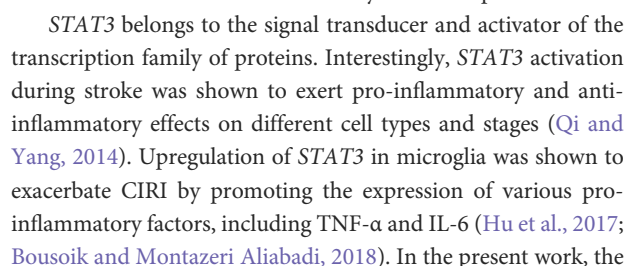 STAT3 belongs to the signal transducer and activator of the
transcription family of proteins. Interestingly, STAT3 activation
during stroke was shown to exert pro-inflammatory and anti-
inflammatory effects on different cell types and stages (Qi and
Yang, 2014). Upregulation of STAT3 in microglia was shown to
exacerbate CIRI by promoting the expression of various pro-
inflammatory factors, including TNF-α and IL-6 (Hu et al., 2017;
Bousoik and Montazeri Aliabadi, 2018). In the present work, the